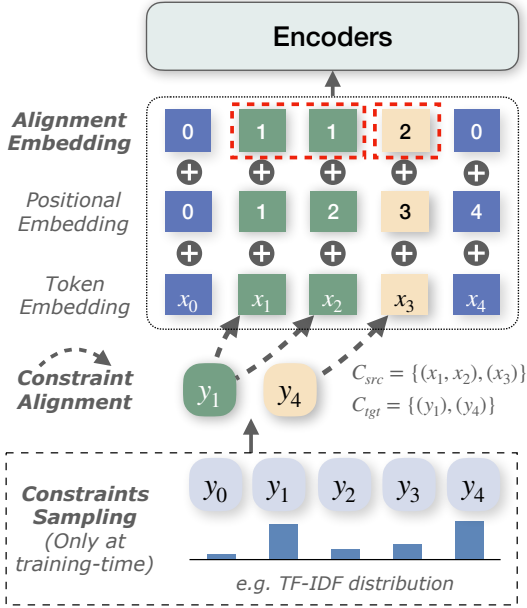 Encoders
Alignment
Embedding
0 1 1 2 0
Positional
Embedding
0 1 2 3 4
Token
Embedding
x₀ x₁ x₂ x₃ x₄
Constraint
Alignment
y₁ y₄
C_src = {(x₁, x₂), (x₃)}
C_tgt = {(y₁), (y₄)}
Constraints
Sampling
(Only at
training-time)
y₀ y₁ y₂ y₃ y₄
e.g. TF-IDF distribution